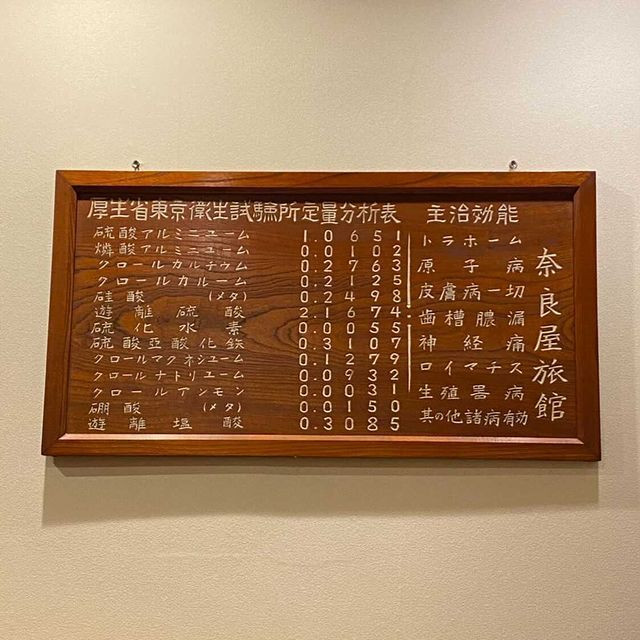 厚生省東京衛生試験所定量分析表
硫酸アルミニューム 1.0651
燐酸アルミニューム 0.0102
クロールカルチウム 0.2763
クロールカルーム 0.2125
硅酸(メタ) 0.2498
遊離硫酸 2.1674
硫化水素 0.0055
硫酸亞酸化鉄 0.3107
クロールマクネシューム 0.1279
クロールナトリューム 0.0932
クロールアンモン 0.0031
硼酸(メタ) 0.0150
遊離塩酸 0.3085
主治効能
トラホーム
原子病
皮膚病一切
歯槽膿漏
神経痛
ロイマチス
生殖器病
其の他諸病有効
奈良屋旅館